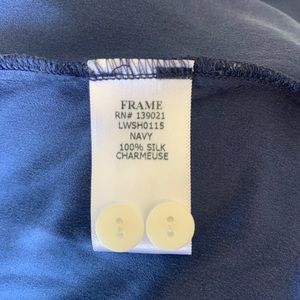 FRAME
RN# 139021
LWSH0115
NAVY
100% SILK
CHARMEUSE